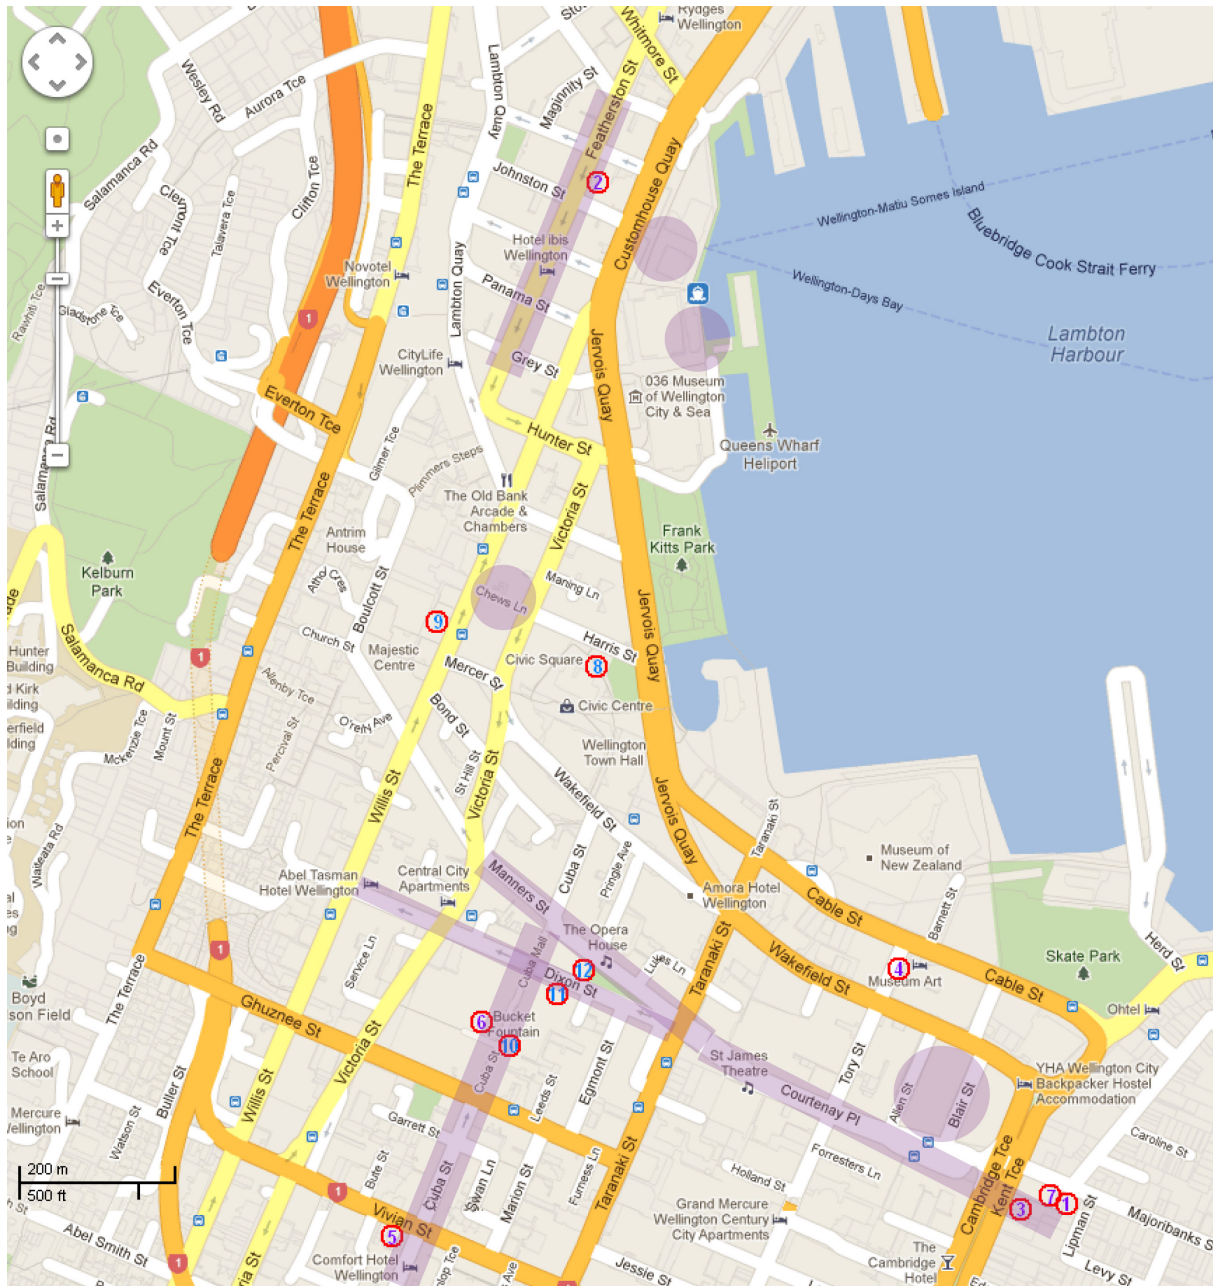 Rydges
Wellington
Whitmore St
Lambton Quay
Maginnity St
Featherston St
Wesley Rd
Aurora Tce
The Terrace
Salamanca Rd
Clermont Tce
Talavera Tce
Clifton Tce
Johnston St
2
Customhouse Quay
Wellington-Matiu Somes Island
Bluebridge Cook Strait Ferry
Hotel ibis
Wellington
Novotel
Wellington
Lambton Quay
Panama St
Wellington-Days Bay
Everton Tce
Rawhiti Tce
Gladstone Tce
1
Lambton
Harbour
CityLife
Wellington
Grey St
Jervois Quay
036 Museum
of Wellington
City & Sea
Everton Tce
Hunter St
Queens Wharf
Heliport
Salamanca Rd
Gilmer Tce
Plimmers Steps
The Old Bank
Arcade &
Chambers
Victoria St
The Terrace
Antrim
House
Frank
Kitts Park
Kelburn
Park
Boulcott St
Chews Ln
Maning Ln
Jervois Quay
9
Church St
Majestic
Centre
Harris St
Civic Square
8
Mercer St
Hunter
Building
Salamanca Rd
1
Allenby Tce
Bond St
Civic Centre
O'reily Ave
Mckenzie Tce
Mount St
Percival St
Wellington
Town Hall
St Hill St
Victoria St
Willis St
Wakefield St
Jervois Quay
The Terrace
Taranaki St
Waiteata Rd
Cuba St
Pringle Ave
Museum of
New Zealand
Abel Tasman
Hotel Wellington
Central City
Apartments
Manners St
Amora Hotel
Wellington
Cable St
Barnett St
1
Service Ln
Cuba Mall
The Opera
House
12
Lukes Ln
Taranaki St
Wakefield St
4
Museum Art
Skate Park
Herd St
Boyd
son Field
The Terrace
Dixon St
11
Cable St
Ohtel
Ghuznee St
6
Bucket
Fountain
10
Te Aro
School
Victoria St
Cuba St
Egmont St
St James
Theatre
Tory St
YHA Wellington City
Backpacker Hostel
Accommodation
Buller St
Willis St
Leeds St
Courtenay Pl
Allen St
Blair St
Mercure
Wellington
Watson St
Garrett St
Caroline St
200 m
500 ft
Bute St
Cuba St
Swan Ln
Marion St
Furness Ln
Taranaki St
Holland St
Forresters Ln
Cambridge Tce
Kent Tce
1
Vivian St
Grand Mercure
Wellington Century
City Apartments
3
7
1
Lipman St
Majoribanks S
Abel Smith St
1
5
Comfort Hotel
Wellington
1
Jessie St
The
Cambridge
Hotel
Levy St